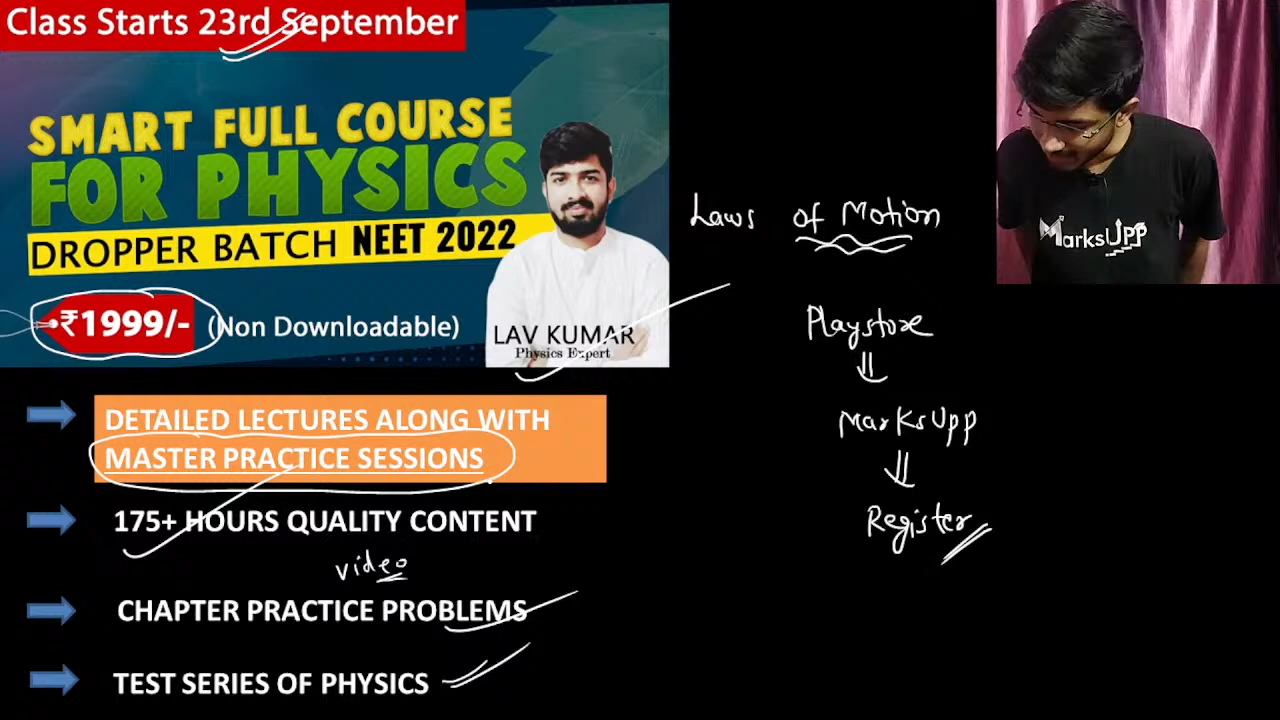 Class Starts 23rd September
SMART FULL COURSE
FOR PHYSICS
DROPPER BATCH NEET 2022
₹1999/- (Non Downloadable)
LAV KUMAR
Physics Expert
DETAILED LECTURES ALONG WITH
MASTER PRACTICE SESSIONS
175+ HOURS QUALITY CONTENT
video
CHAPTER PRACTICE PROBLEMS
TEST SERIES OF PHYSICS
Laws of Motion
Playstore
MarksUpp
Register
MarksUpp